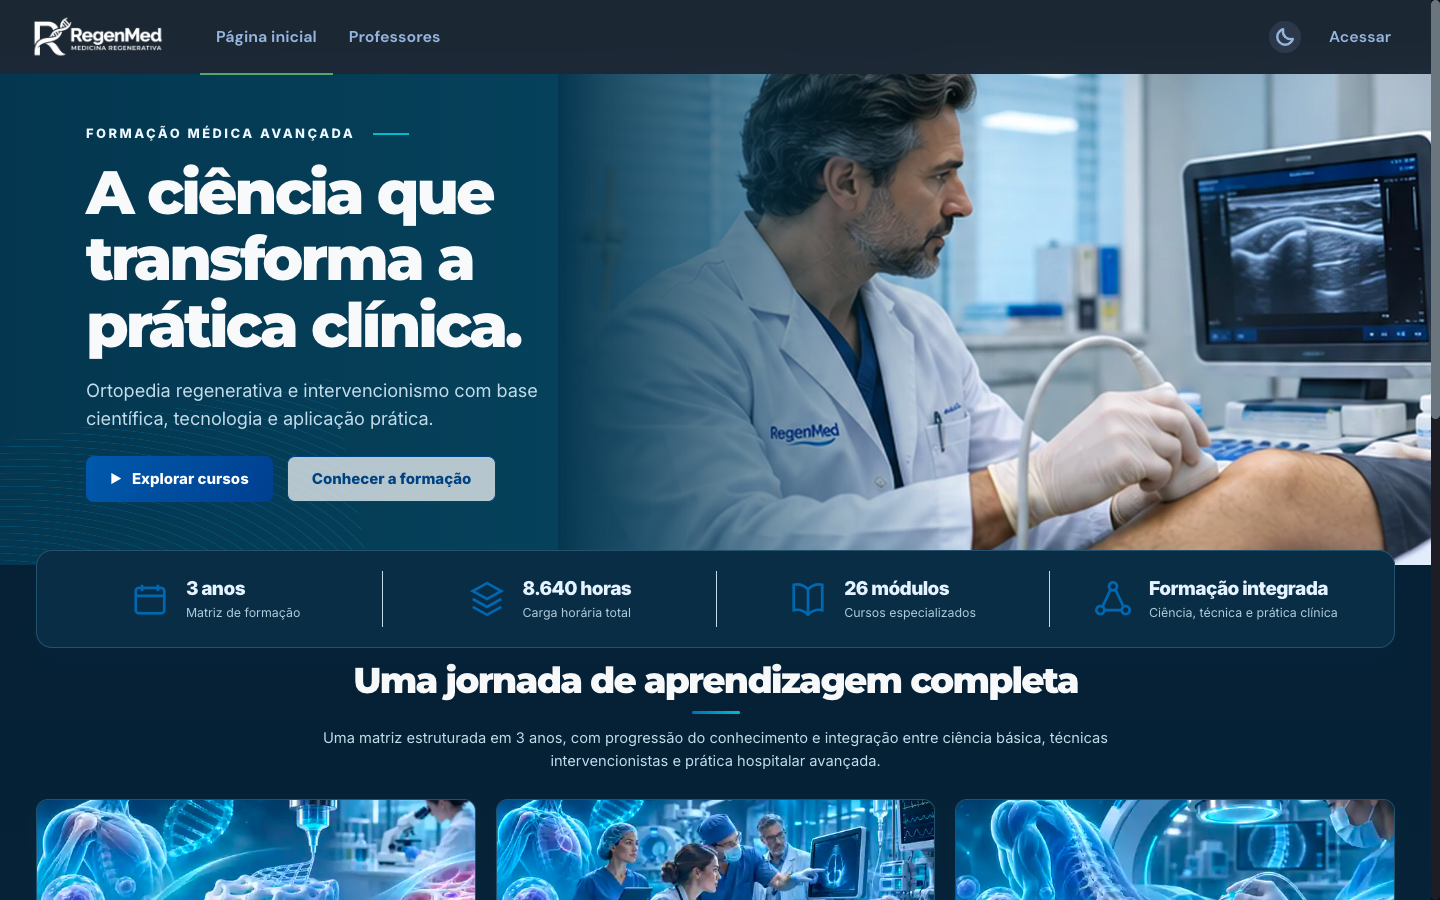 RegenMed
MEDICINA REGENERATIVA
Página inicial
Professores
Acessar
FORMAÇÃO MÉDICA AVANÇADA
A ciência que
transforma a
prática clínica.
Ortopedia regenerativa e intervencionismo com base
científica, tecnologia e aplicação prática.
Explorar cursos
Conhecer a formação
RegenMed
3 anos
Matriz de formação
8.640 horas
Carga horária total
26 módulos
Cursos especializados
Formação integrada
Ciência, técnica e prática clínica
Uma jornada de aprendizagem completa
Uma matriz estruturada em 3 anos, com progressão do conhecimento e integração entre ciência básica, técnicas
intervencionistas e prática hospitalar avançada.